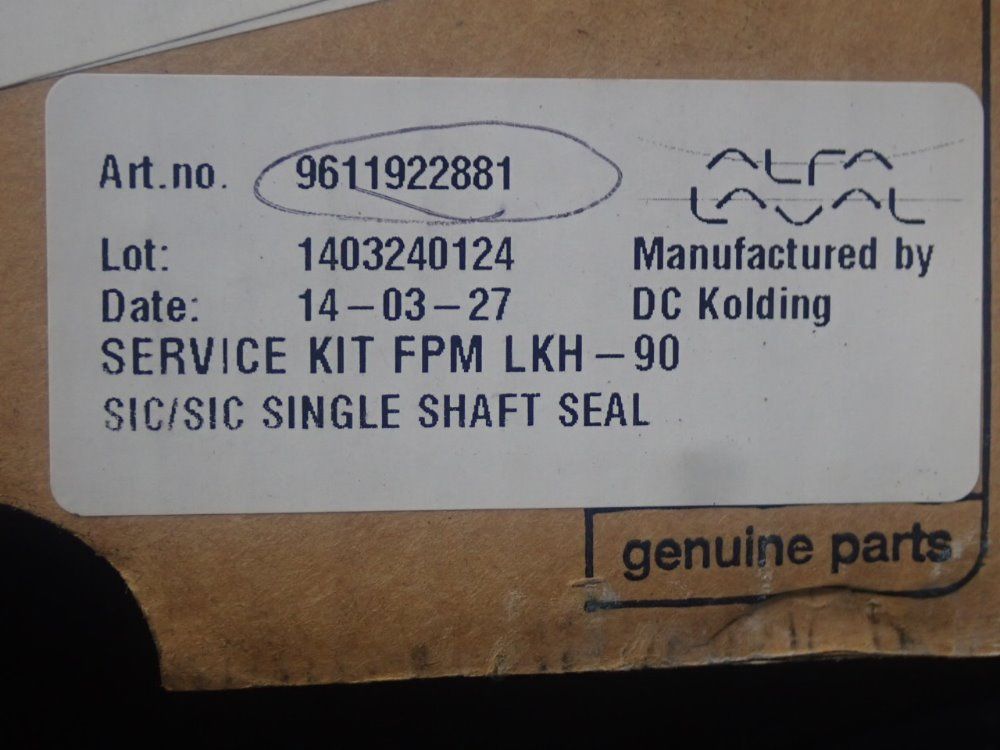 Art.no. 9611922881
ALFA
LAVAL
Lot: 1403240124
Manufactured by
Date: 14-03-27
DC Kolding
SERVICE KIT FPM LKH-90
SIC/SIC SINGLE SHAFT SEAL
genuine parts